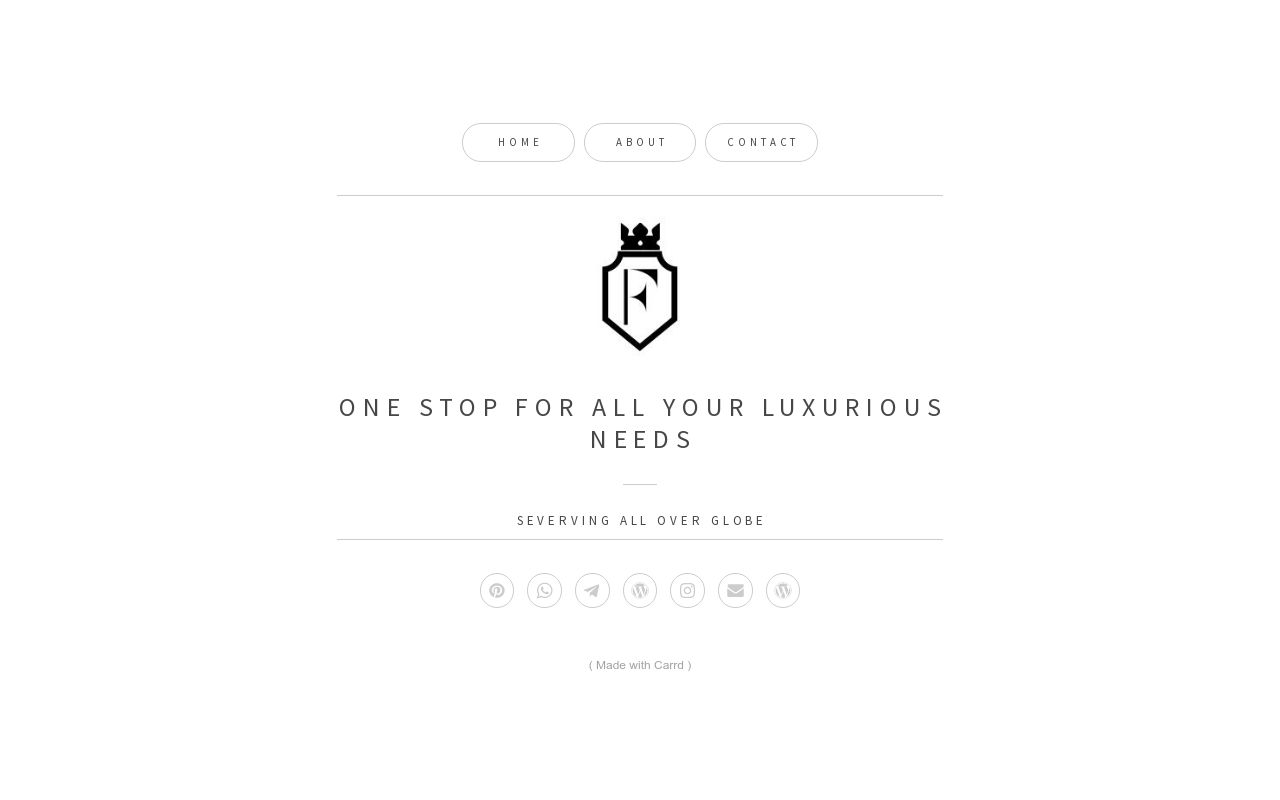 HOME ABOUT CONTACT
F
ONE STOP FOR ALL YOUR LUXURIOUS
NEEDS
SEVERVING ALL OVER GLOBE
( Made with Carrd )